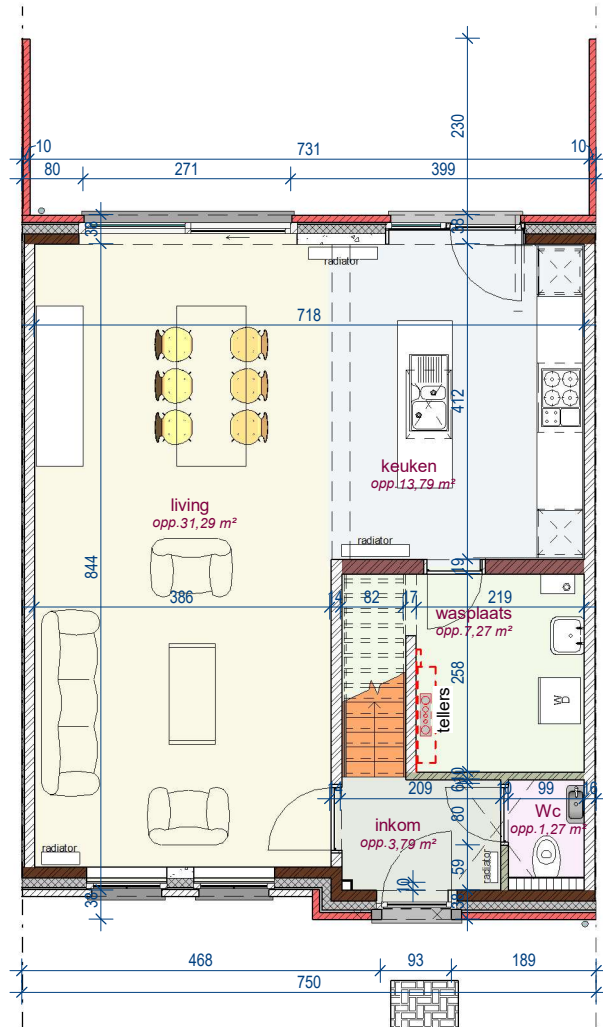 230
10
731
10
80
271
399
38
38
radiator
718
412
keuken
opp.13,79 m²
living
opp.31,29 m²
radiator
844
19
386
14
82
17
219
wasplaats
opp.7,27 m²
258
tellers
209
99
16
6
10
80
Wc
opp.1,27 m²
inkom
opp.3,79 m²
radiator
radiator
59
10
38
468
93
189
750